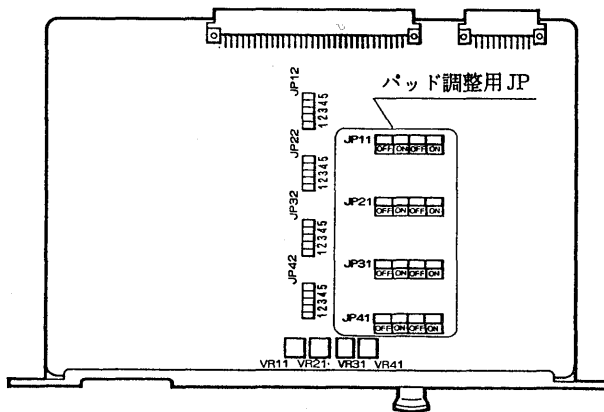 パッド調整用JP
JP12
12345
JP11
OFF ON OFF ON
JP22
12345
JP21
OFF ON OFF ON
JP32
12345
JP31
OFF ON OFF ON
JP42
12345
JP41
OFF ON OFF ON
VR11 VR21 VR31 VR41